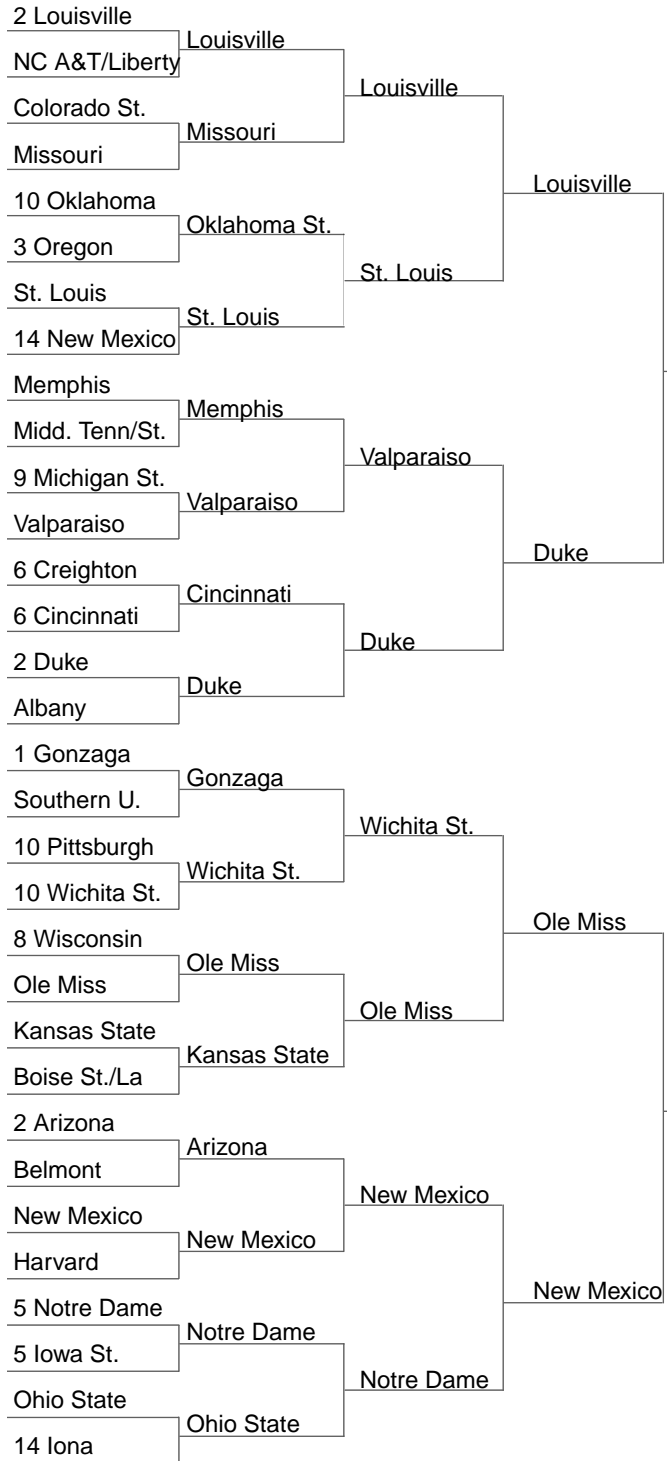 2 Louisville
Louisville
NC A&T/Liberty
Louisville
Colorado St.
Missouri
Missouri
Louisville
10 Oklahoma
Oklahoma St.
3 Oregon
St. Louis
St. Louis
St. Louis
14 New Mexico
Memphis
Memphis
Midd. Tenn/St.
Valparaiso
9 Michigan St.
Valparaiso
Valparaiso
Duke
6 Creighton
Cincinnati
6 Cincinnati
Duke
2 Duke
Duke
Albany
1 Gonzaga
Gonzaga
Southern U.
Wichita St.
10 Pittsburgh
Wichita St.
10 Wichita St.
Ole Miss
8 Wisconsin
Ole Miss
Ole Miss
Ole Miss
Kansas State
Kansas State
Boise St./La
2 Arizona
Arizona
Belmont
New Mexico
New Mexico
New Mexico
Harvard
New Mexico
5 Notre Dame
Notre Dame
5 Iowa St.
Notre Dame
Ohio State
Ohio State
14 Iona